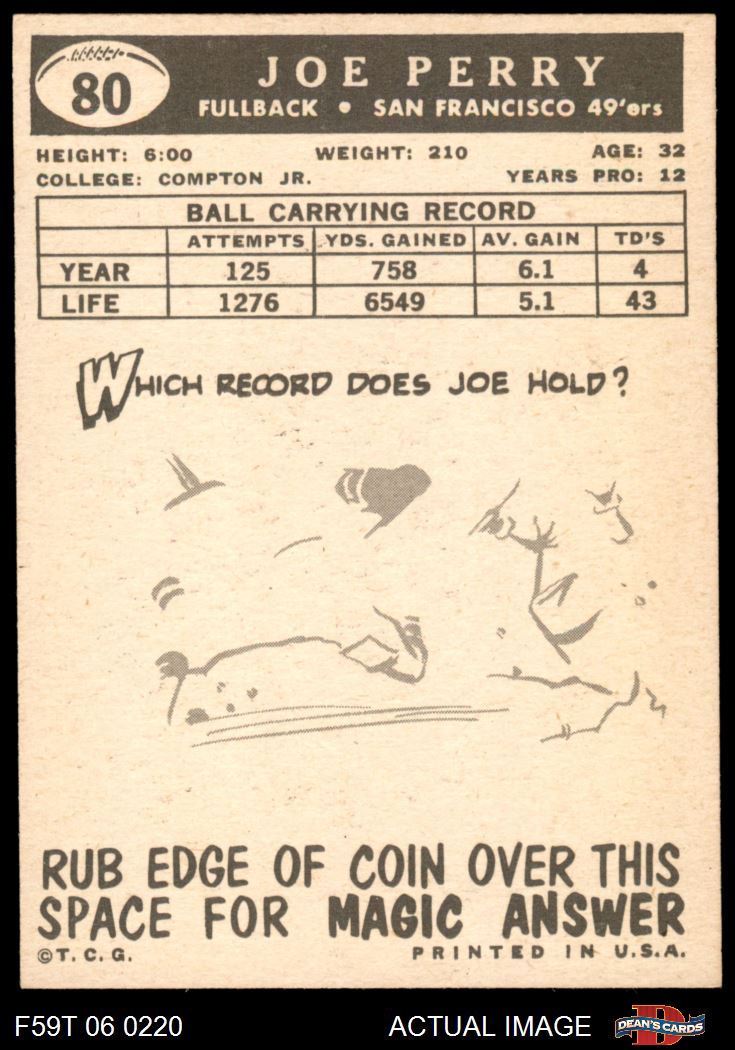 80
JOE PERRY
FULLBACK • SAN FRANCISCO 49'ers
HEIGHT: 6:00 WEIGHT: 210 AGE: 32
COLLEGE: COMPTON JR. YEARS PRO: 12
BALL CARRYING RECORD
ATTEMPTS YDS. GAINED AV. GAIN TD'S
YEAR 125 758 6.1 4
LIFE 1276 6549 5.1 43
WHICH RECORD DOES JOE HOLD?
RUB EDGE OF COIN OVER THIS
SPACE FOR MAGIC ANSWER
©T. C. G. PRINTED IN U.S.A.
F59T 06 0220 ACTUAL IMAGE D DEAN'S CARDS